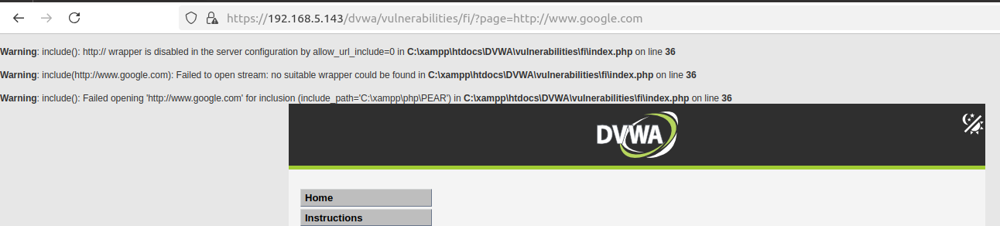 https://192.168.5.143/dvwa/vulnerabilities/fi/?page=http://www.google.com
Warning: include(): http:// wrapper is disabled in the server configuration by allow_url_include=0 in C:\xampp\htdocs\DVWA\vulnerabilities\fi\index.php on line 36
Warning: include(http://www.google.com): Failed to open stream: no suitable wrapper could be found in C:\xampp\htdocs\DVWA\vulnerabilities\fi\index.php on line 36
Warning: include(): Failed opening 'http://www.google.com' for inclusion (include_path='C:\xampp\php\PEAR') in C:\xampp\htdocs\DVWA\vulnerabilities\fi\index.php on line 36
DVWA
Home
Instructions